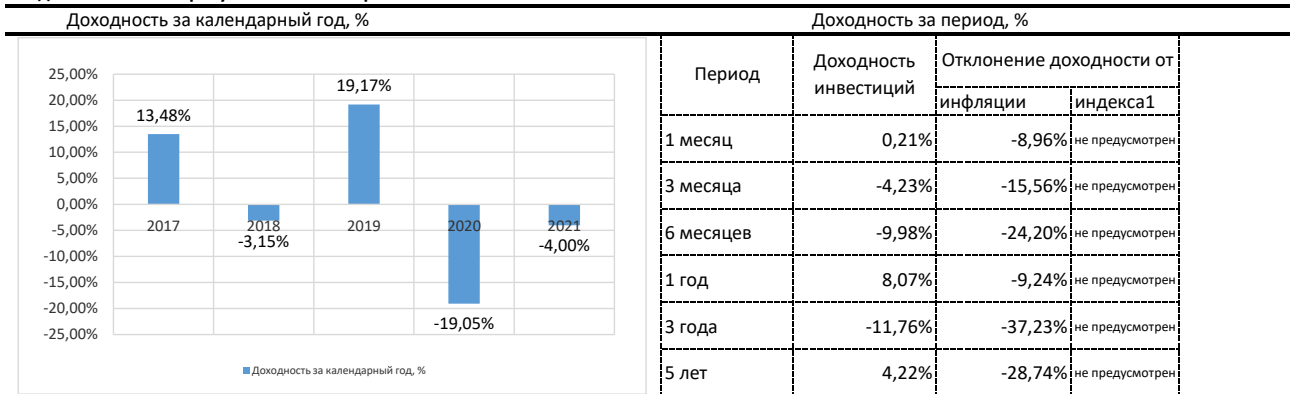 Доходность за календарный год, %
Доходность за период, %
25,00%
20,00%
15,00%
10,00%
5,00%
0,00%
-5,00%
-10,00%
-15,00%
-20,00%
-25,00%
13,48%
-3,15%
19,17%
-19,05%
-4,00%
2017 2018 2019 2020 2021
Доходность за календарный год, %
Период Доходность инвестиций Отклонение доходности от
инфляции индекса1
1 месяц 0,21% -8,96% не предусмотрен
3 месяца -4,23% -15,56% не предусмотрен
6 месяцев -9,98% -24,20% не предусмотрен
1 год 8,07% -9,24% не предусмотрен
3 года -11,76% -37,23% не предусмотрен
5 лет 4,22% -28,74% не предусмотрен